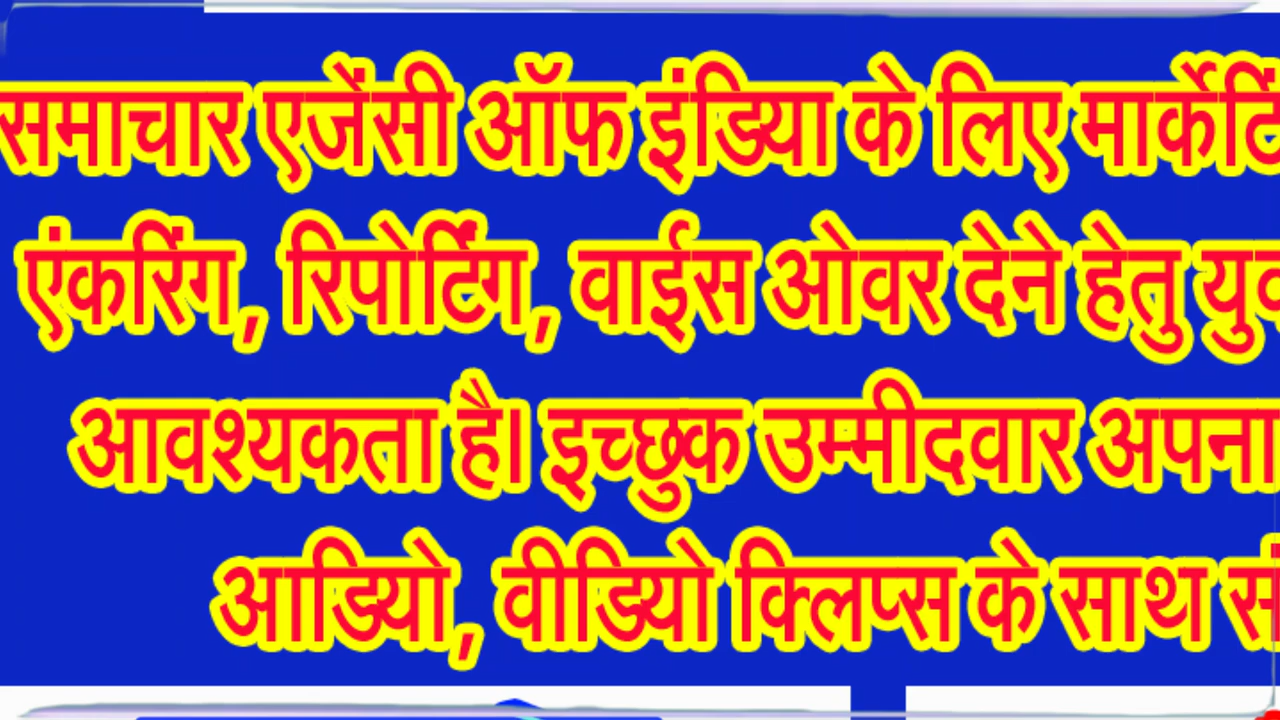 समाचार एजेंसी ऑफ इंडिया के लिए
एंकरिंग, रिपोर्टिंग, वाईस ओवर देने हेतु
आवश्यकता है। इच्छुक उम्मीदवार अपना
आडियो, वीडियो क्लिप्स के साथ